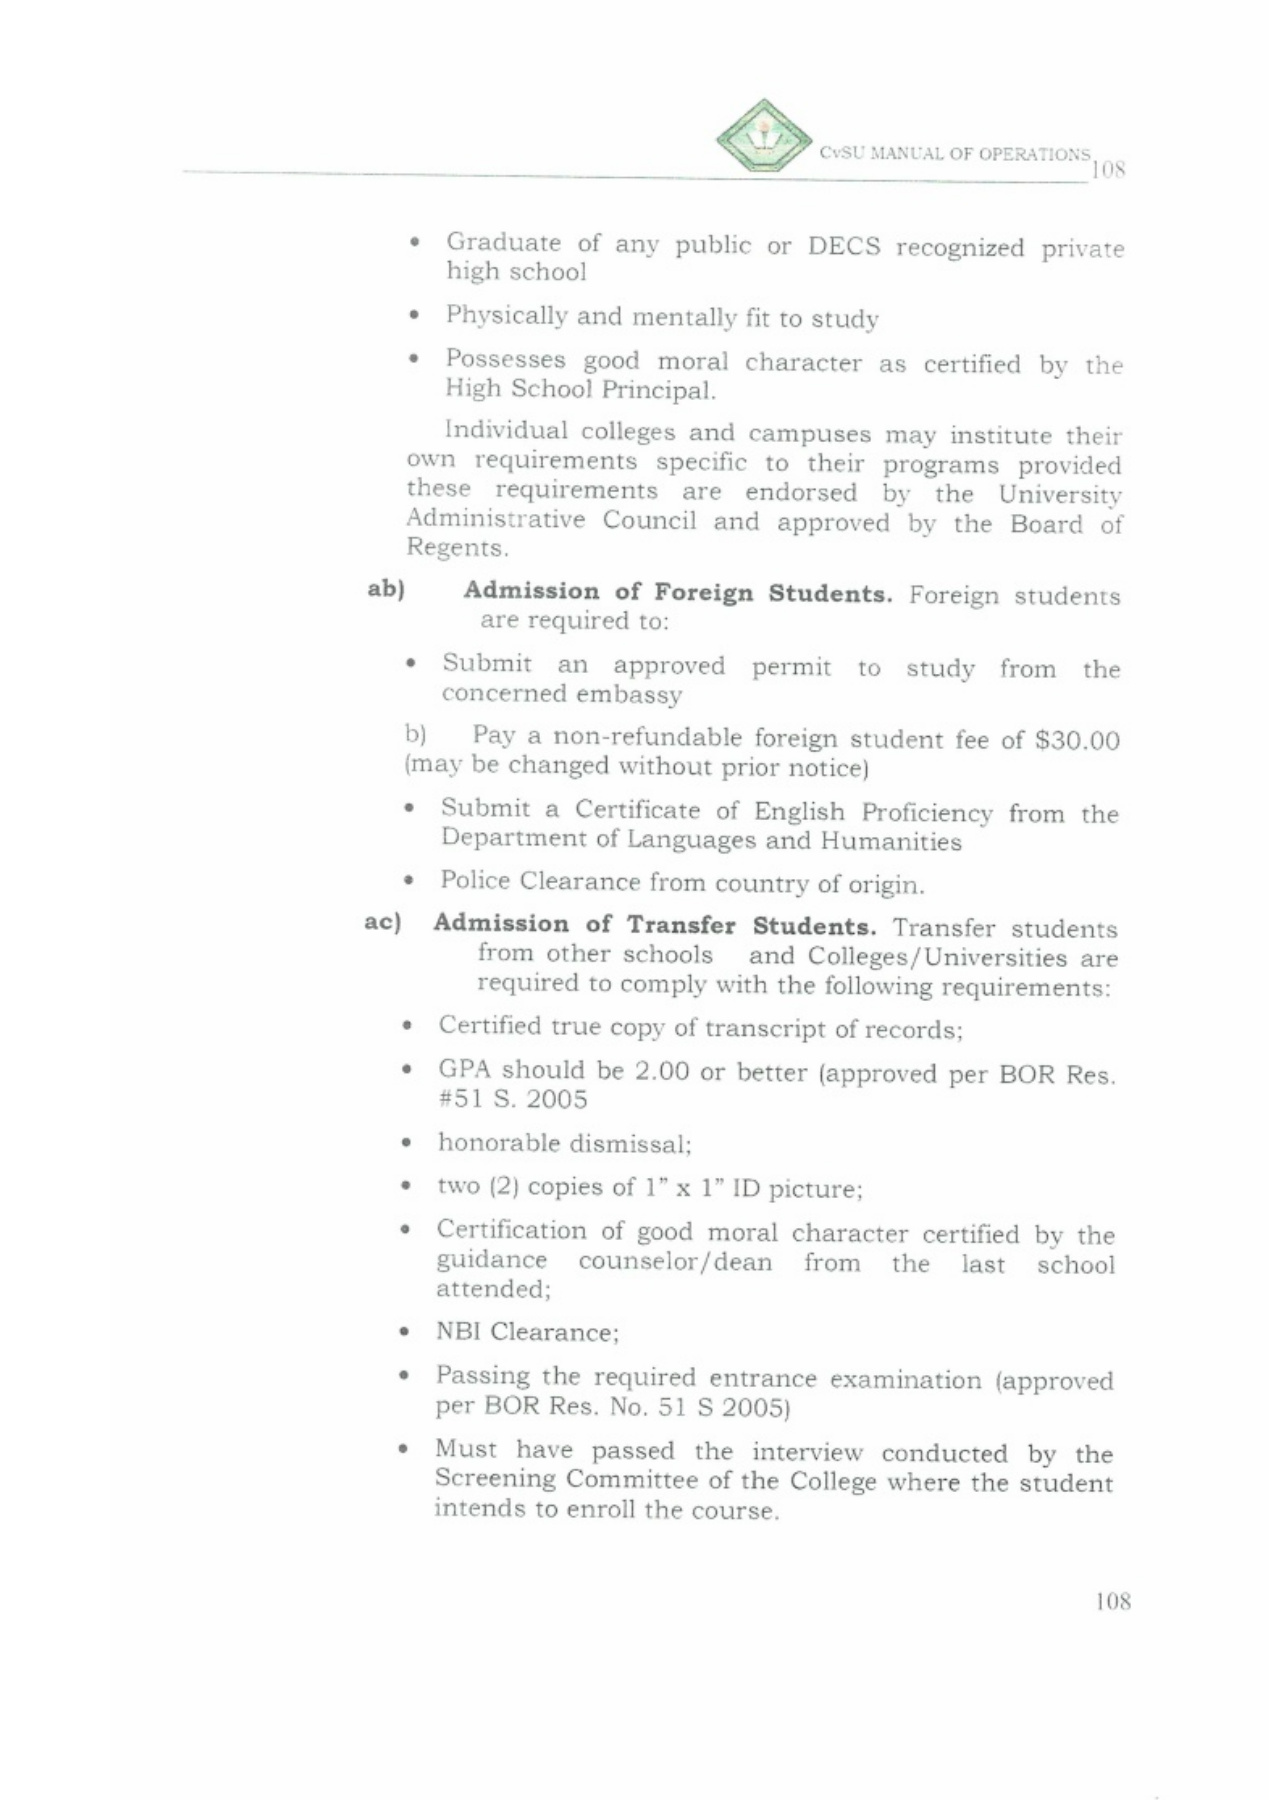 CvSU MANUAL OF OPERATIONS
108
• Graduate of any public or DECS recognized private
high school
• Physically and mentally fit to study
• Possesses good moral character as certified by the
High School Principal.
Individual colleges and campuses may institute their
own requirements specific to their programs provided
these requirements are endorsed by the University
Administrative Council and approved by the Board of
Regents.
ab) Admission of Foreign Students. Foreign students
are required to:
• Submit an approved permit to study from the
concerned embassy
b) Pay a non-refundable foreign student fee of $30.00
(may be changed without prior notice)
• Submit a Certificate of English Proficiency from the
Department of Languages and Humanities
• Police Clearance from country of origin.
ac) Admission of Transfer Students. Transfer students
from other schools and Colleges/Universities are
required to comply with the following requirements:
• Certified true copy of transcript of records;
• GPA should be 2.00 or better (approved per BOR Res.
#51 S. 2005
• honorable dismissal;
• two (2) copies of 1” x 1” ID picture;
• Certification of good moral character certified by the
guidance counselor/dean from the last school
attended;
• NBI Clearance;
• Passing the required entrance examination (approved
per BOR Res. No. 51 S 2005)
• Must have passed the interview conducted by the
Screening Committee of the College where the student
intends to enroll the course.
108